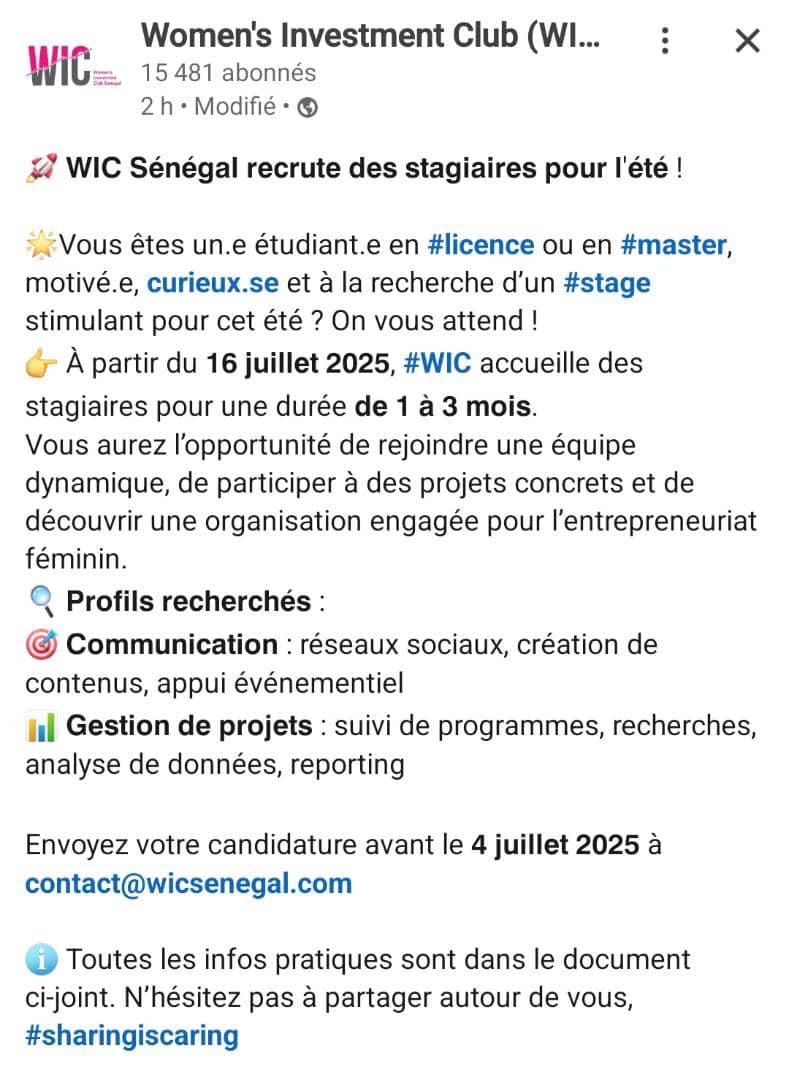 WIC Women's Investment Club Senegal
Women's Investment Club (WI...
15 481 abonnés
2 h • Modifié •
🚀 WIC Sénégal recrute des stagiaires pour l'été !
🌟Vous êtes un.e étudiant.e en #licence ou en #master,
motivé.e, curieux.se et à la recherche d’un #stage
stimulant pour cet été ? On vous attend !
👉 À partir du 16 juillet 2025, #WIC accueille des
stagiaires pour une durée de 1 à 3 mois.
Vous aurez l’opportunité de rejoindre une équipe
dynamique, de participer à des projets concrets et de
découvrir une organisation engagée pour l’entrepreneuriat
féminin.
🔍 Profils recherchés :
🎯 Communication : réseaux sociaux, création de
contenus, appui événementiel
📊 Gestion de projets : suivi de programmes, recherches,
analyse de données, reporting
Envoyez votre candidature avant le 4 juillet 2025 à
contact@wicsenegal.com
ℹ️ Toutes les infos pratiques sont dans le document
ci-joint. N’hésitez pas à partager autour de vous,
#sharingiscaring